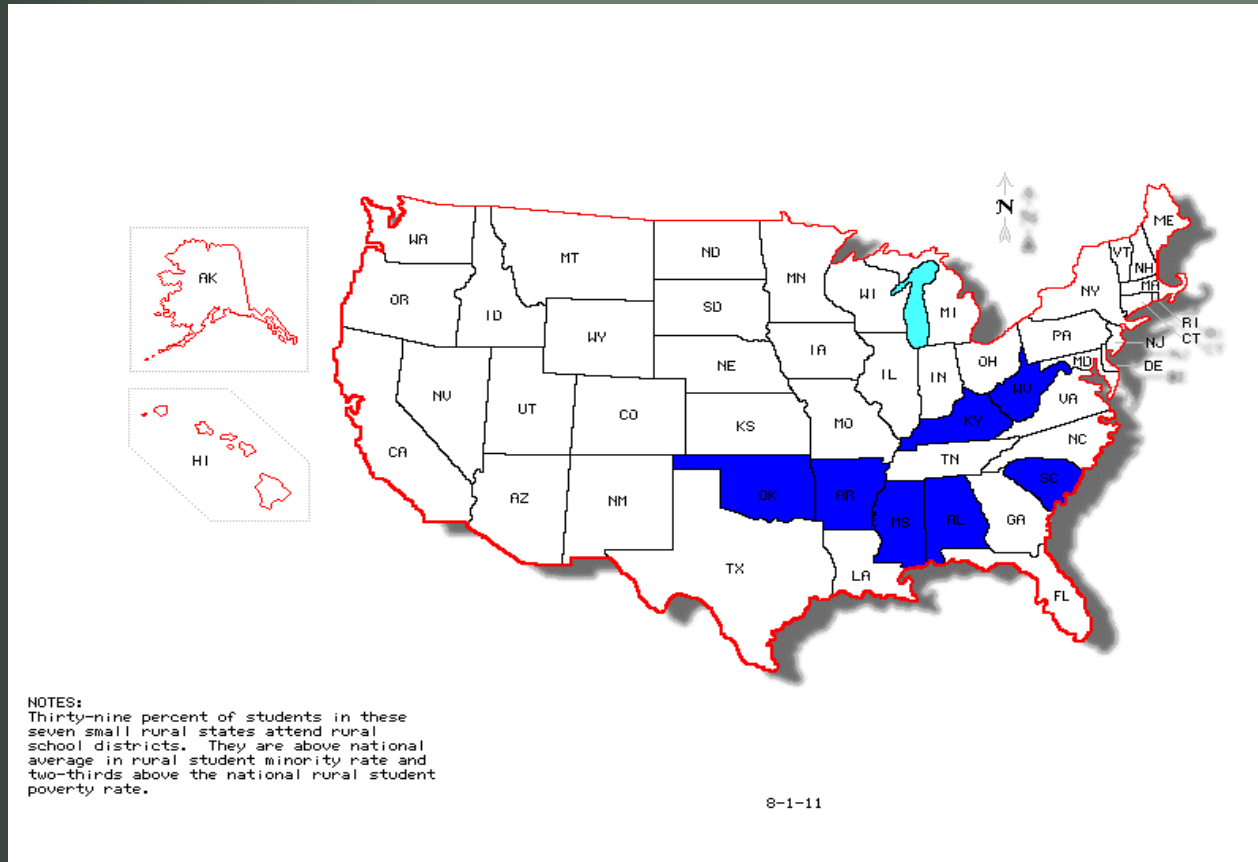 N
ME
WA
VT
NH
MT
ND
MN
AK
MA
NY
WI
OR
SD
MI
ID
RI
PA
CT
WY
NJ
IA
OH
MD
DE
NE
IL
IN
NV
WV
VA
UT
CO
KY
KS
MO
NC
CA
TN
HI
SC
AZ
OK
AR
NM
MS
AL
GA
TX
LA
FL
NOTES:
Thirty-nine percent of students in these
seven small rural states attend rural
school districts. They are above national
average in rural student minority rate and
two-thirds above the national rural student
poverty rate.
8-1-11